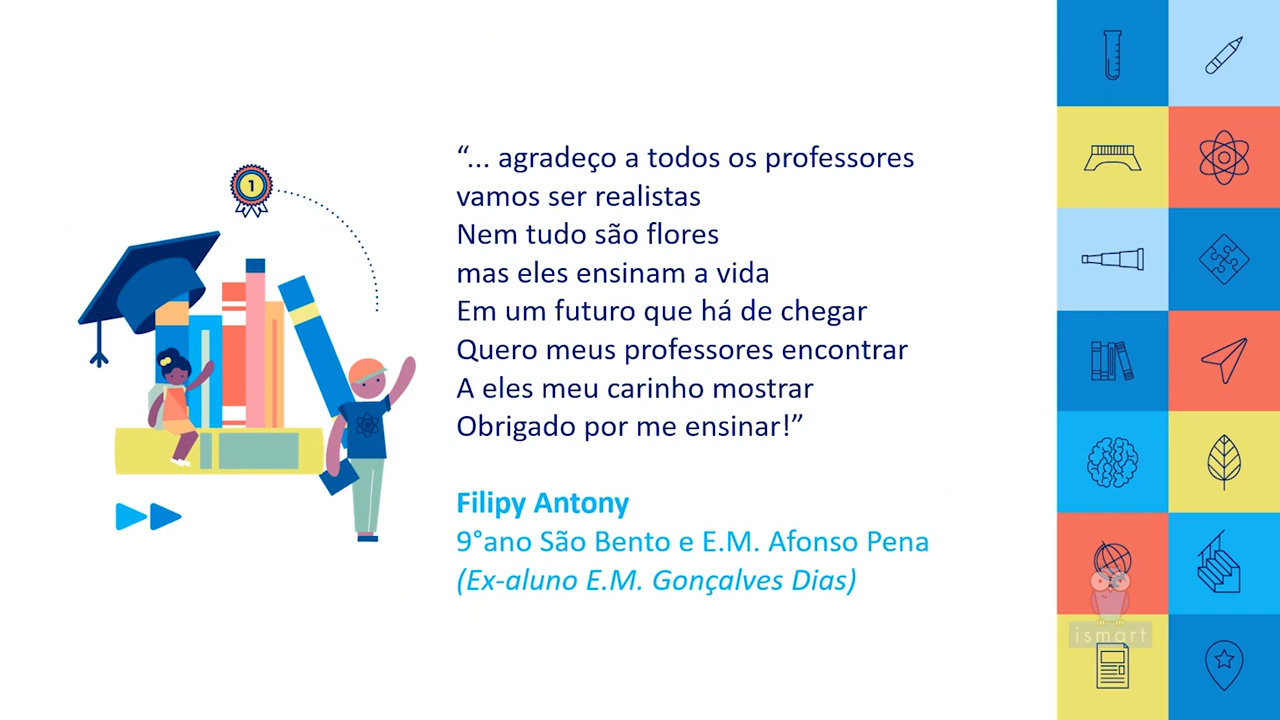 1
“... agradeço a todos os professores
vamos ser realistas
Nem tudo são flores
mas eles ensinam a vida
Em um futuro que há de chegar
Quero meus professores encontrar
A eles meu carinho mostrar
Obrigado por me ensinar!”
Filipy Antony
9°ano São Bento e E.M. Afonso Pena
(Ex-aluno E.M. Gonçalves Dias)
ismart